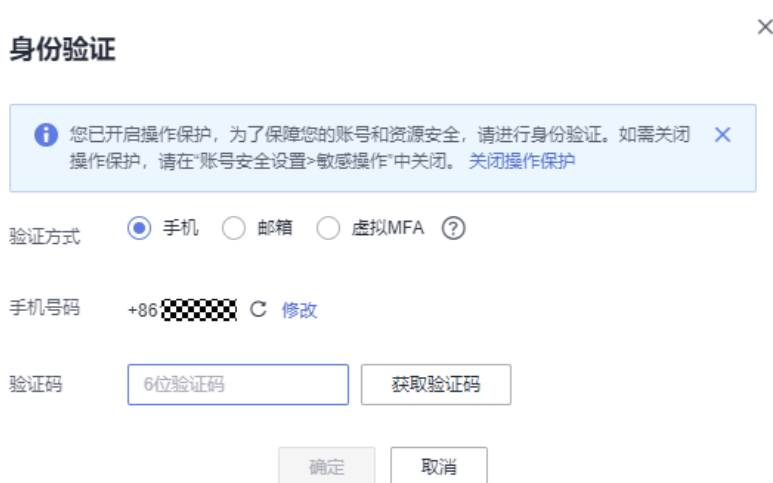 身份验证
您已开启操作保护，为了保障您的账号和资源安全，请进行身份验证。如需关闭
操作保护，请在“账号安全设置>敏感操作”中关闭。 关闭操作保护
验证方式 手机 邮箱 虚拟MFA ?
手机号码 +86 修改
验证码 6位验证码 获取验证码
确定 取消